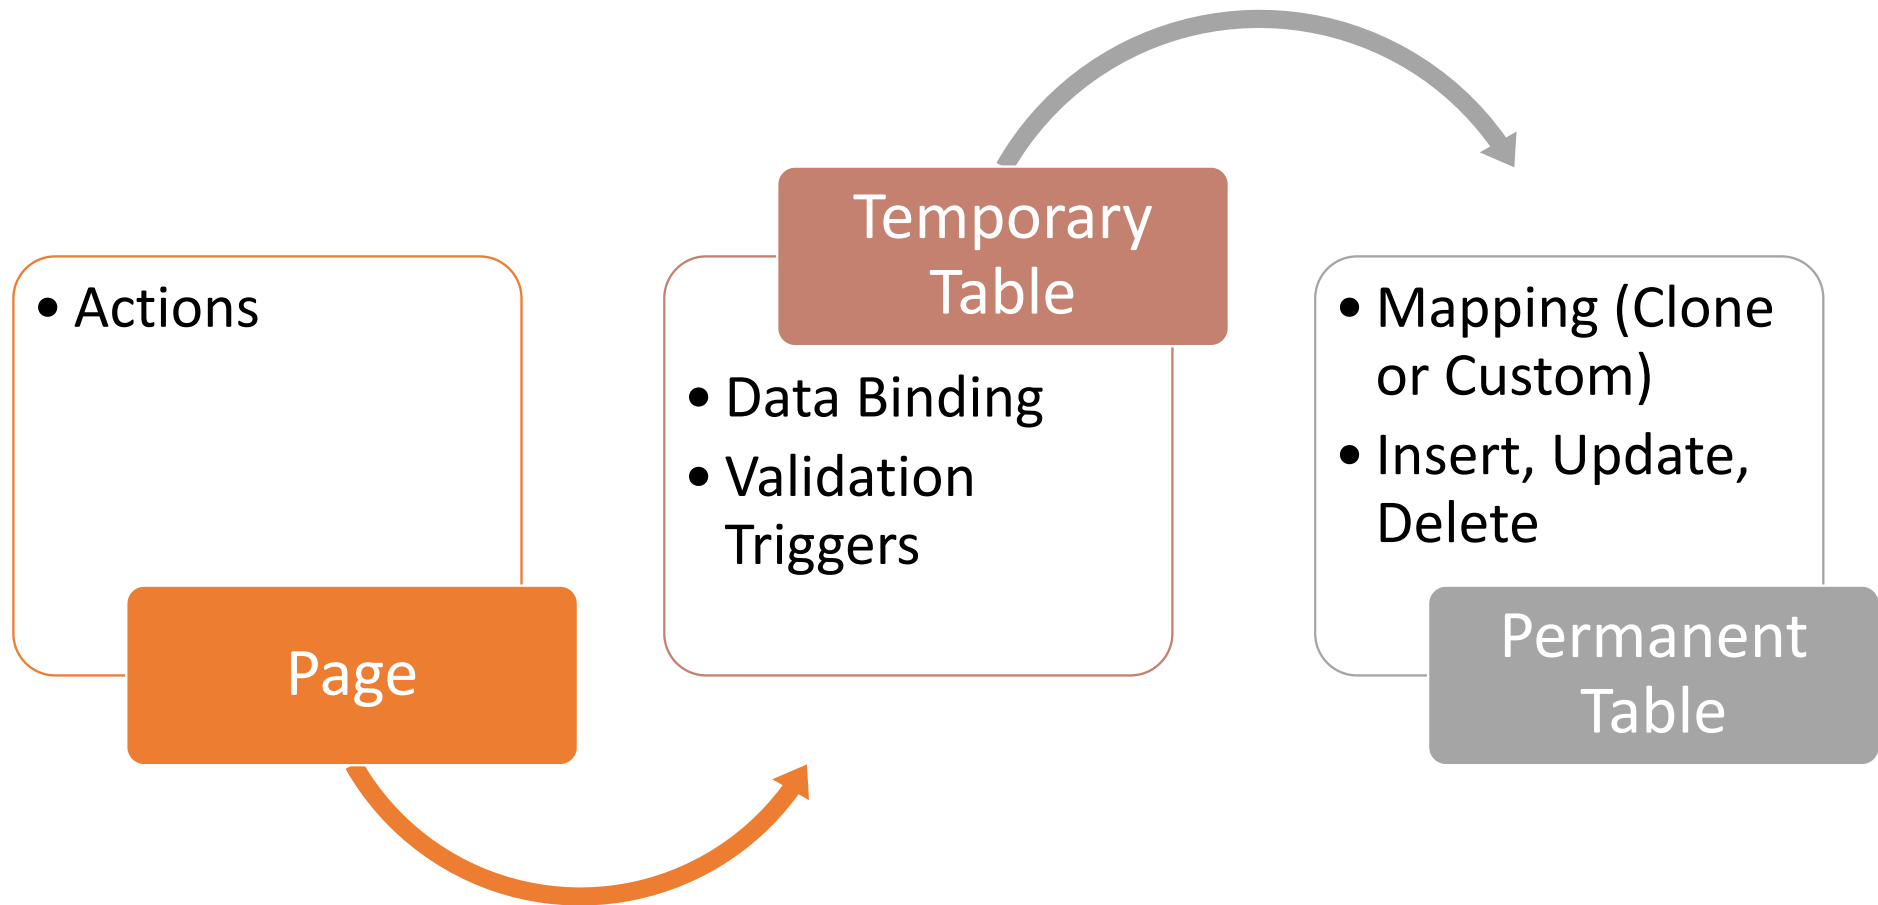 • Actions
Page
Temporary
Table
• Data Binding
• Validation
Triggers
• Mapping (Clone
or Custom)
• Insert, Update,
Delete
Permanent
Table